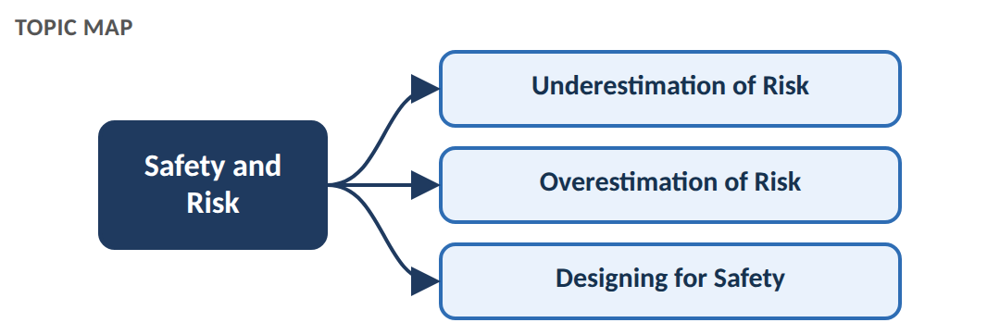 TOPIC MAP
Safety and
Risk
Underestimation of Risk
Overestimation of Risk
Designing for Safety